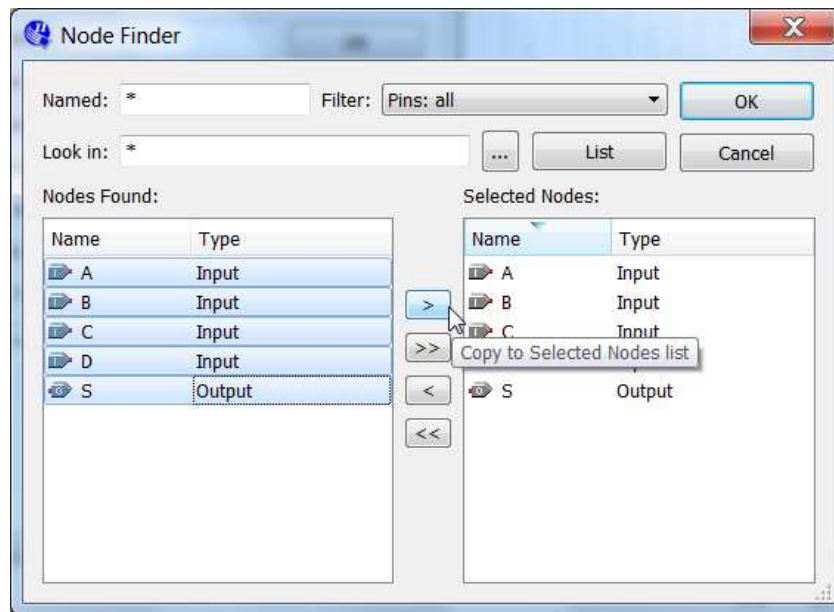 Node Finder
Named: * Filter: Pins: all OK
Look in: * ... List Cancel
Nodes Found: Selected Nodes:
Name Type Name Type
A Input A Input
B Input > B Input
C Input C Input
>> Copy to Selected Nodes list
D Input
S Output < S Output
<<